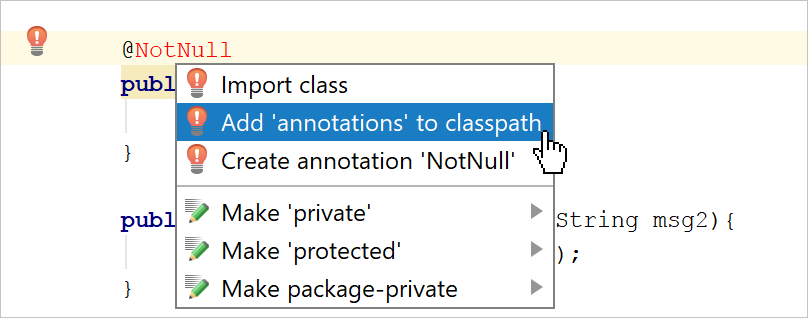 @NotNull
publ
Import class
Add 'annotations' to classpath
}
Create annotation 'NotNull'
Make 'private'
publ String msg2){
Make 'protected'
);
Make package-private
}